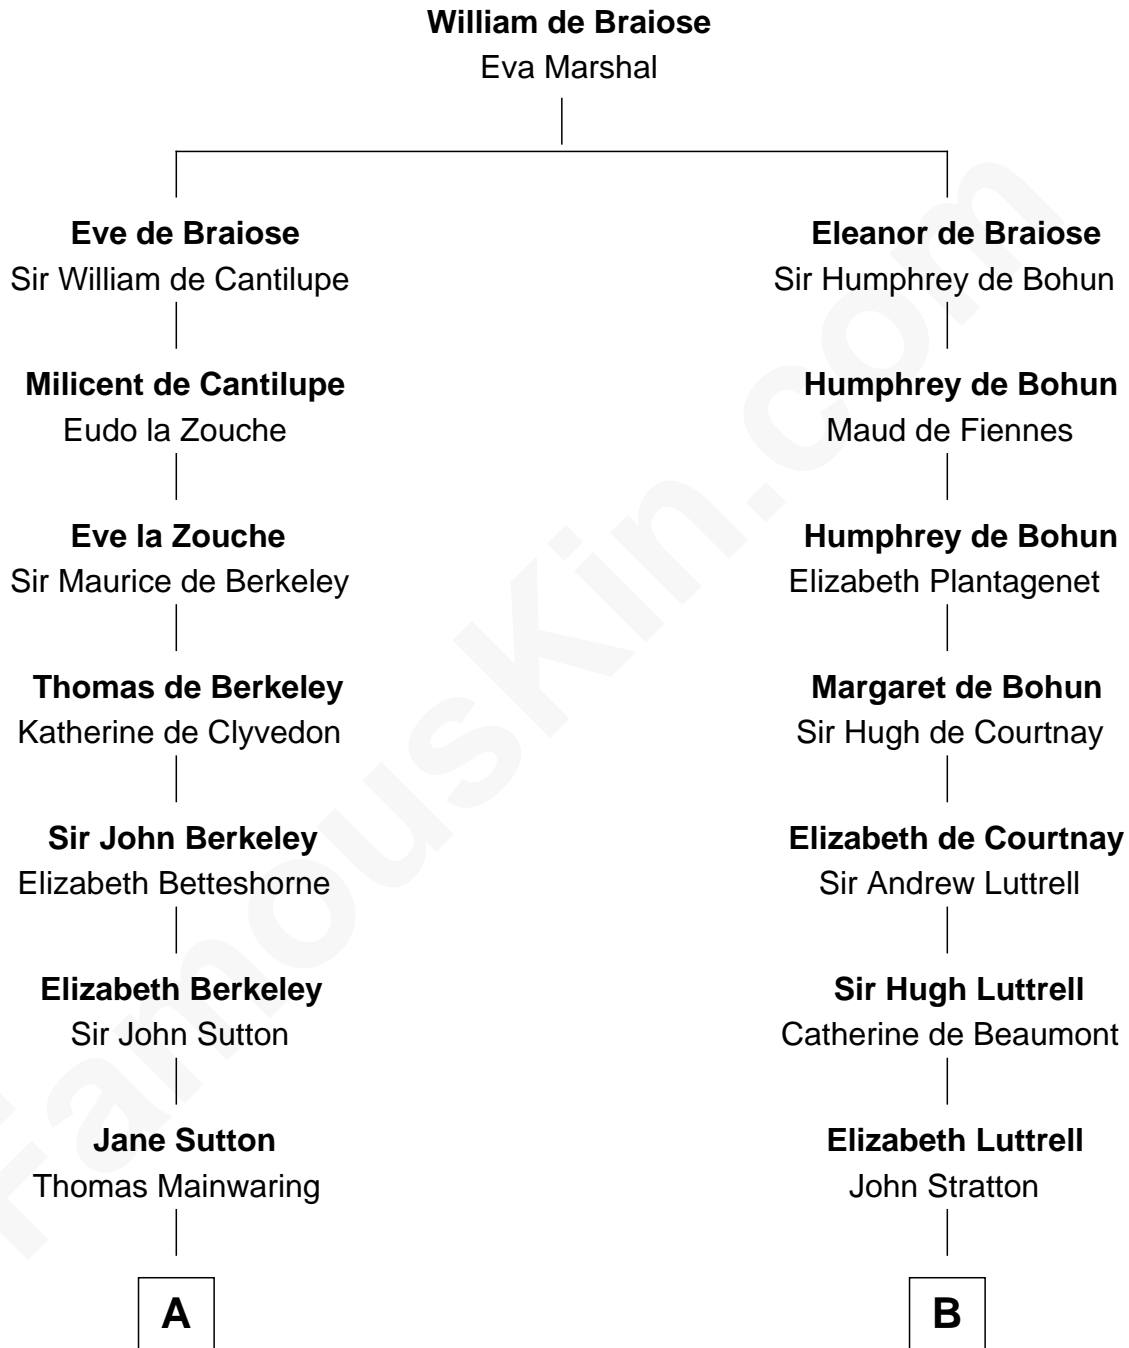 William de Braiose
Eva Marshal
Eve de Braiose
Sir William de Cantilupe
Eleanor de Braiose
Sir Humphrey de Bohun
Milicent de Cantilupe
Eudo la Zouche
Humphrey de Bohun
Maud de Fiennes
Eve la Zouche
Sir Maurice de Berkeley
Humphrey de Bohun
Elizabeth Plantagenet
Thomas de Berkeley
Katherine de Clyvedon
Margaret de Bohun
Sir Hugh de Courtnay
Sir John Berkeley
Elizabeth Betteshorne
Elizabeth de Courtnay
Sir Andrew Luttrell
Elizabeth Berkeley
Sir John Sutton
Sir Hugh Luttrell
Catherine de Beaumont
Jane Sutton
Thomas Mainwaring
Elizabeth Luttrell
John Stratton
A
B
FamousKin.com